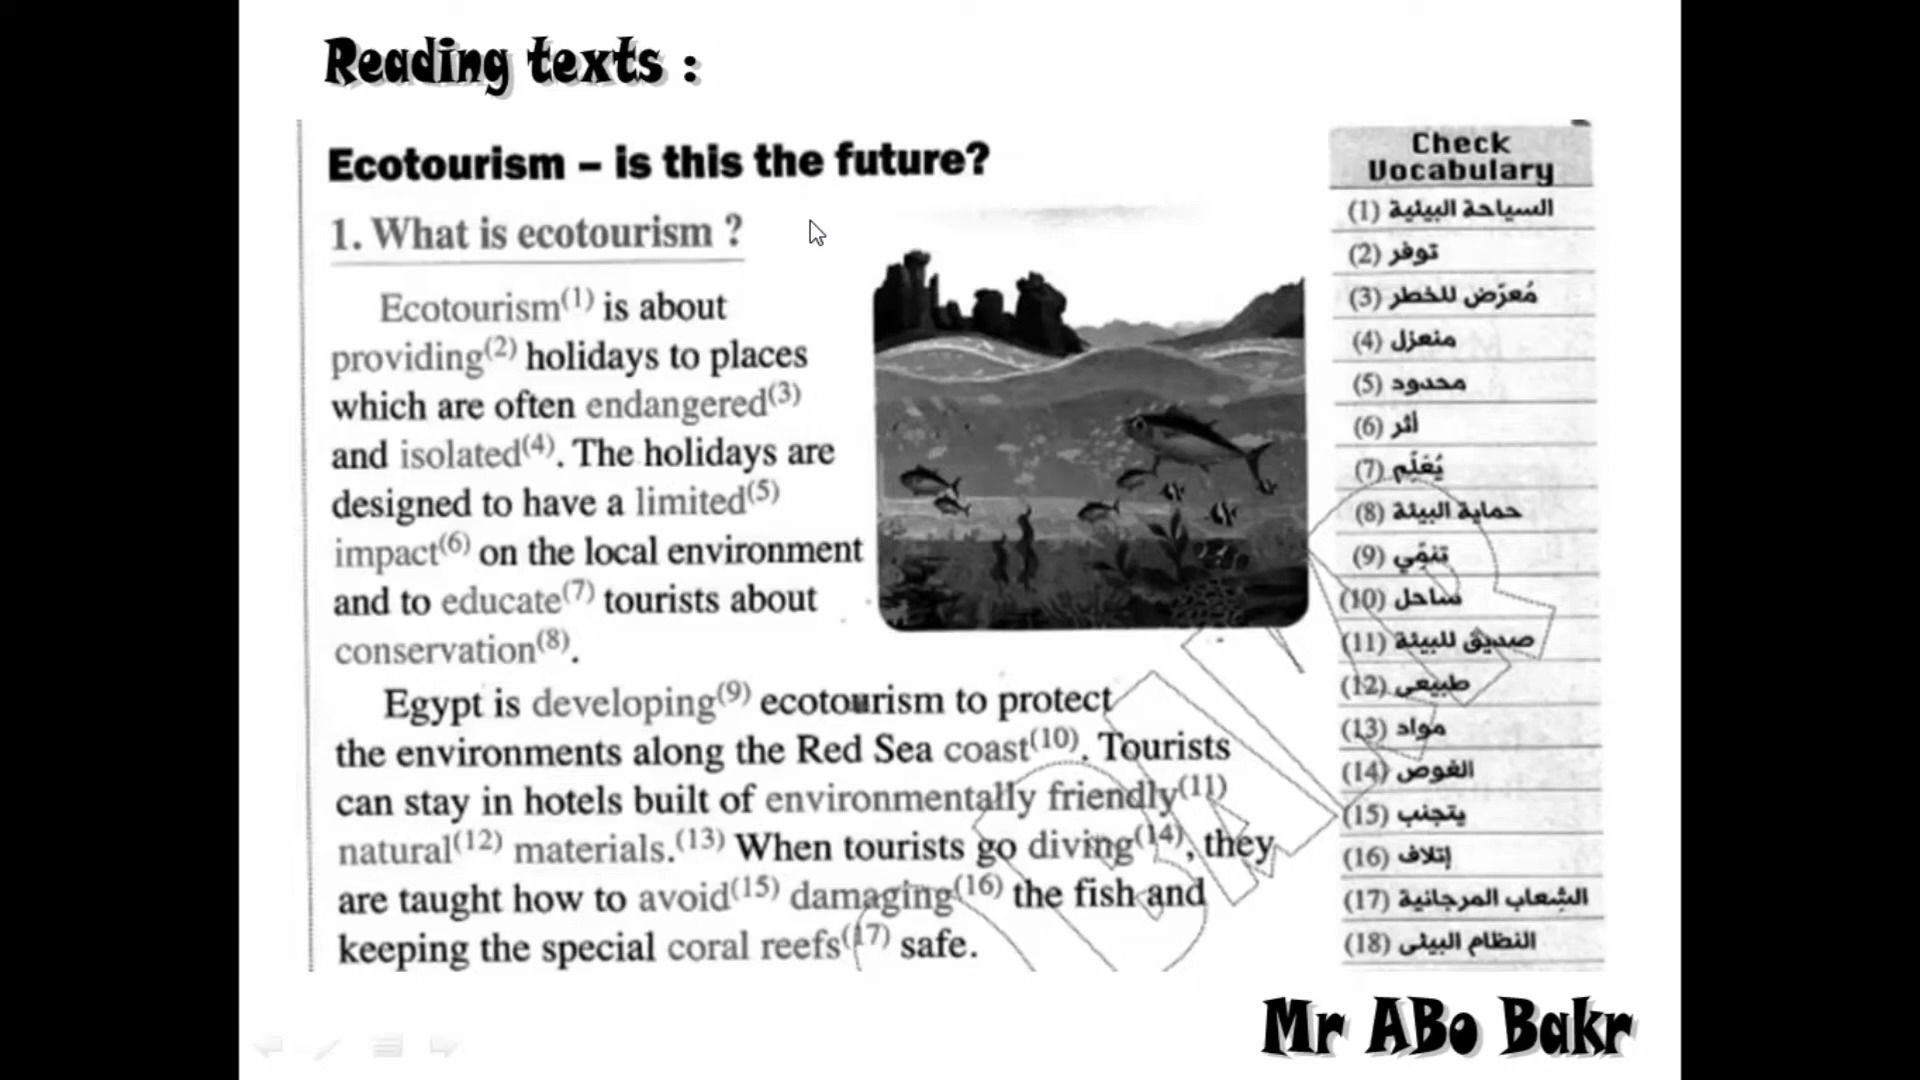 Reading texts :
Ecotourism – is this the future?
1. What is ecotourism ?
Ecotourism(1) is about
providing(2) holidays to places
which are often endangered(3)
and isolated(4). The holidays are
designed to have a limited(5)
impact(6) on the local environment
and to educate(7) tourists about
conservation(8).
Egypt is developing(9) ecotourism to protect
the environments along the Red Sea coast(10). Tourists
can stay in hotels built of environmentally friendly(11)
natural(12) materials.(13) When tourists go diving(14), they
are taught how to avoid(15) damaging(16) the fish and
keeping the special coral reefs(17) safe.
Check
Vocabulary
(1) السياحة البيئية
(2) توفر
(3) مُعرّض للخطر
(4) منعزل
(5) محدود
(6) أثر
(7) يُعَلِّم
(8) حماية البيئة
(9) تنمِّي
(10) ساحل
(11) صديق للبيئة
(12) طبيعى
(13) مواد
(14) الغوص
(15) يتجنب
(16) إتلاف
(17) الشِعاب المرجانية
(18) النظام البيئى
BAKR
Mr ABo Bakr